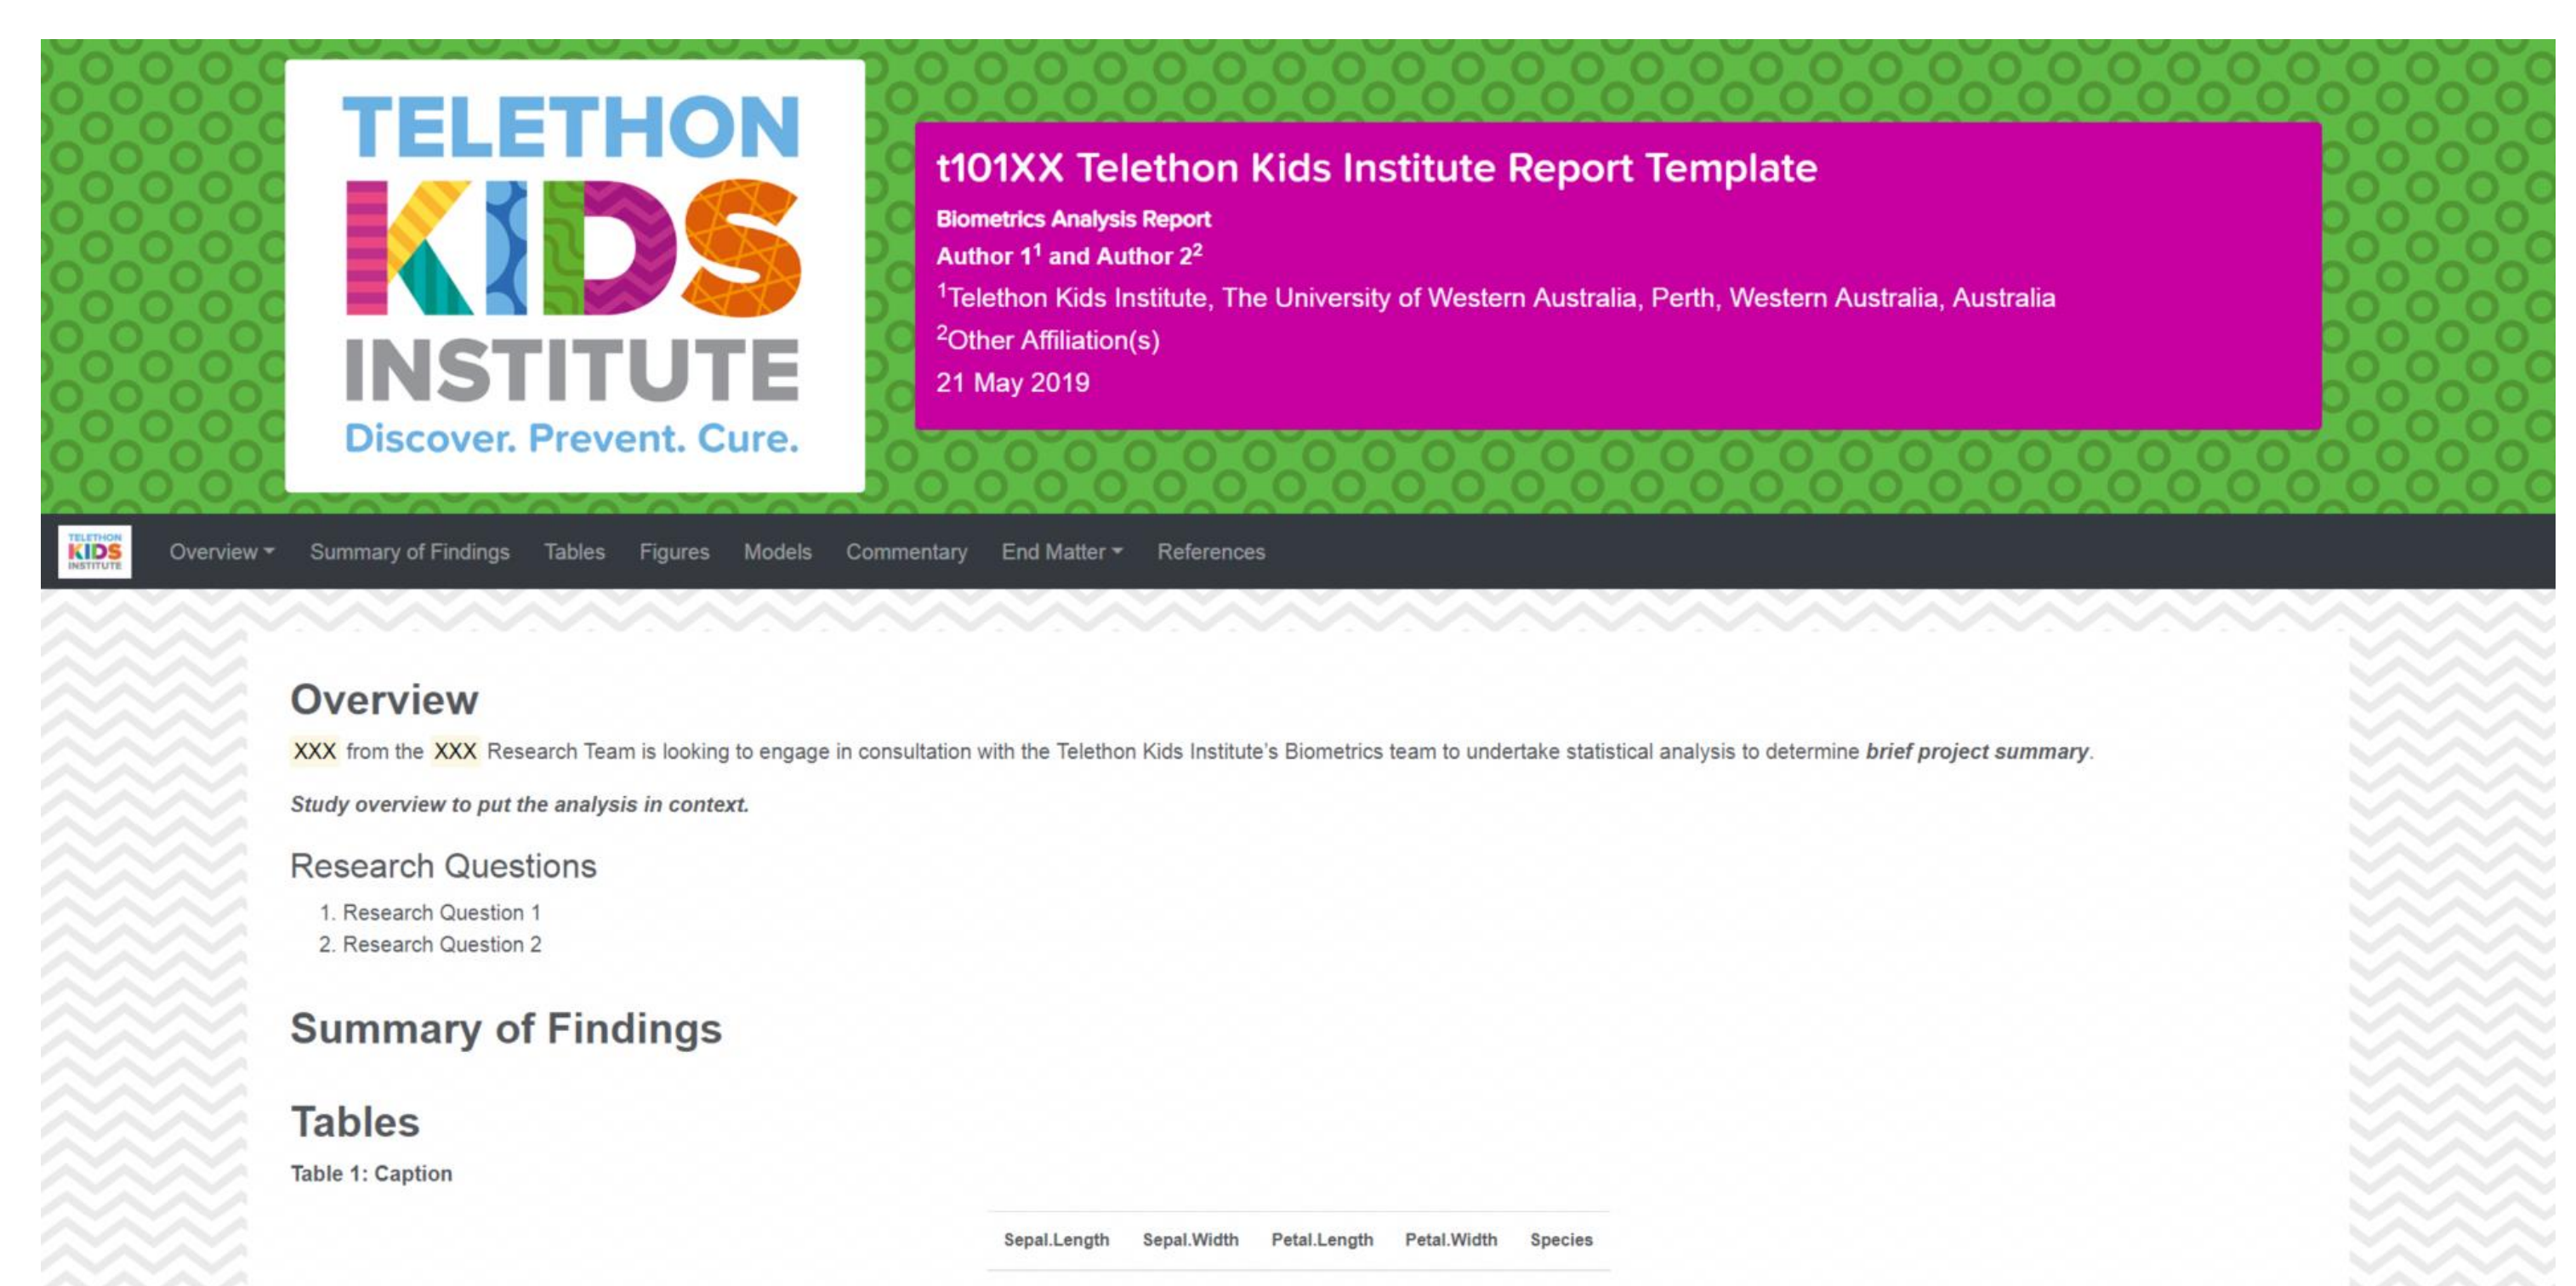 TELETHON
KIDS
INSTITUTE
Discover. Prevent. Cure.
t101XX Telethon Kids Institute Report Template
Biometrics Analysis Report
Author 1¹ and Author 2²
¹Telethon Kids Institute, The University of Western Australia, Perth, Western Australia, Australia
²Other Affiliation(s)
21 May 2019
TELETHON
KIDS
INSTITUTE
Overview Summary of Findings Tables Figures Models Commentary End Matter References
Overview
XXX from the XXX Research Team is looking to engage in consultation with the Telethon Kids Institute's Biometrics team to undertake statistical analysis to determine brief project summary.
Study overview to put the analysis in context.
Research Questions
1. Research Question 1
2. Research Question 2
Summary of Findings
Tables
Table 1: Caption
Sepal.Length Sepal.Width Petal.Length Petal.Width Species